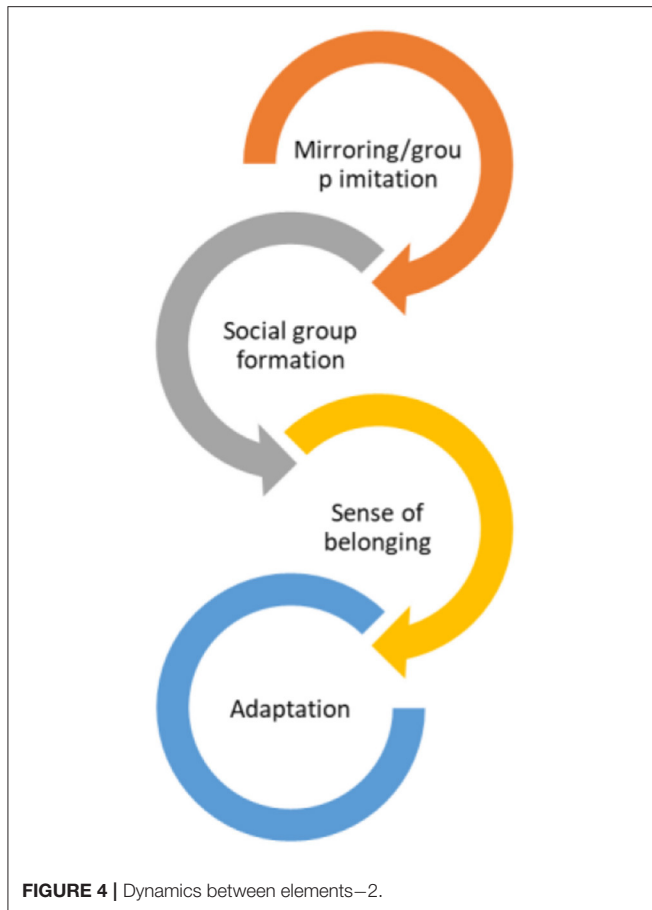 Mirroring/grou
p imitation
Social group
formation
Sense of
belonging
Adaptation
FIGURE 4 | Dynamics between elements−2.